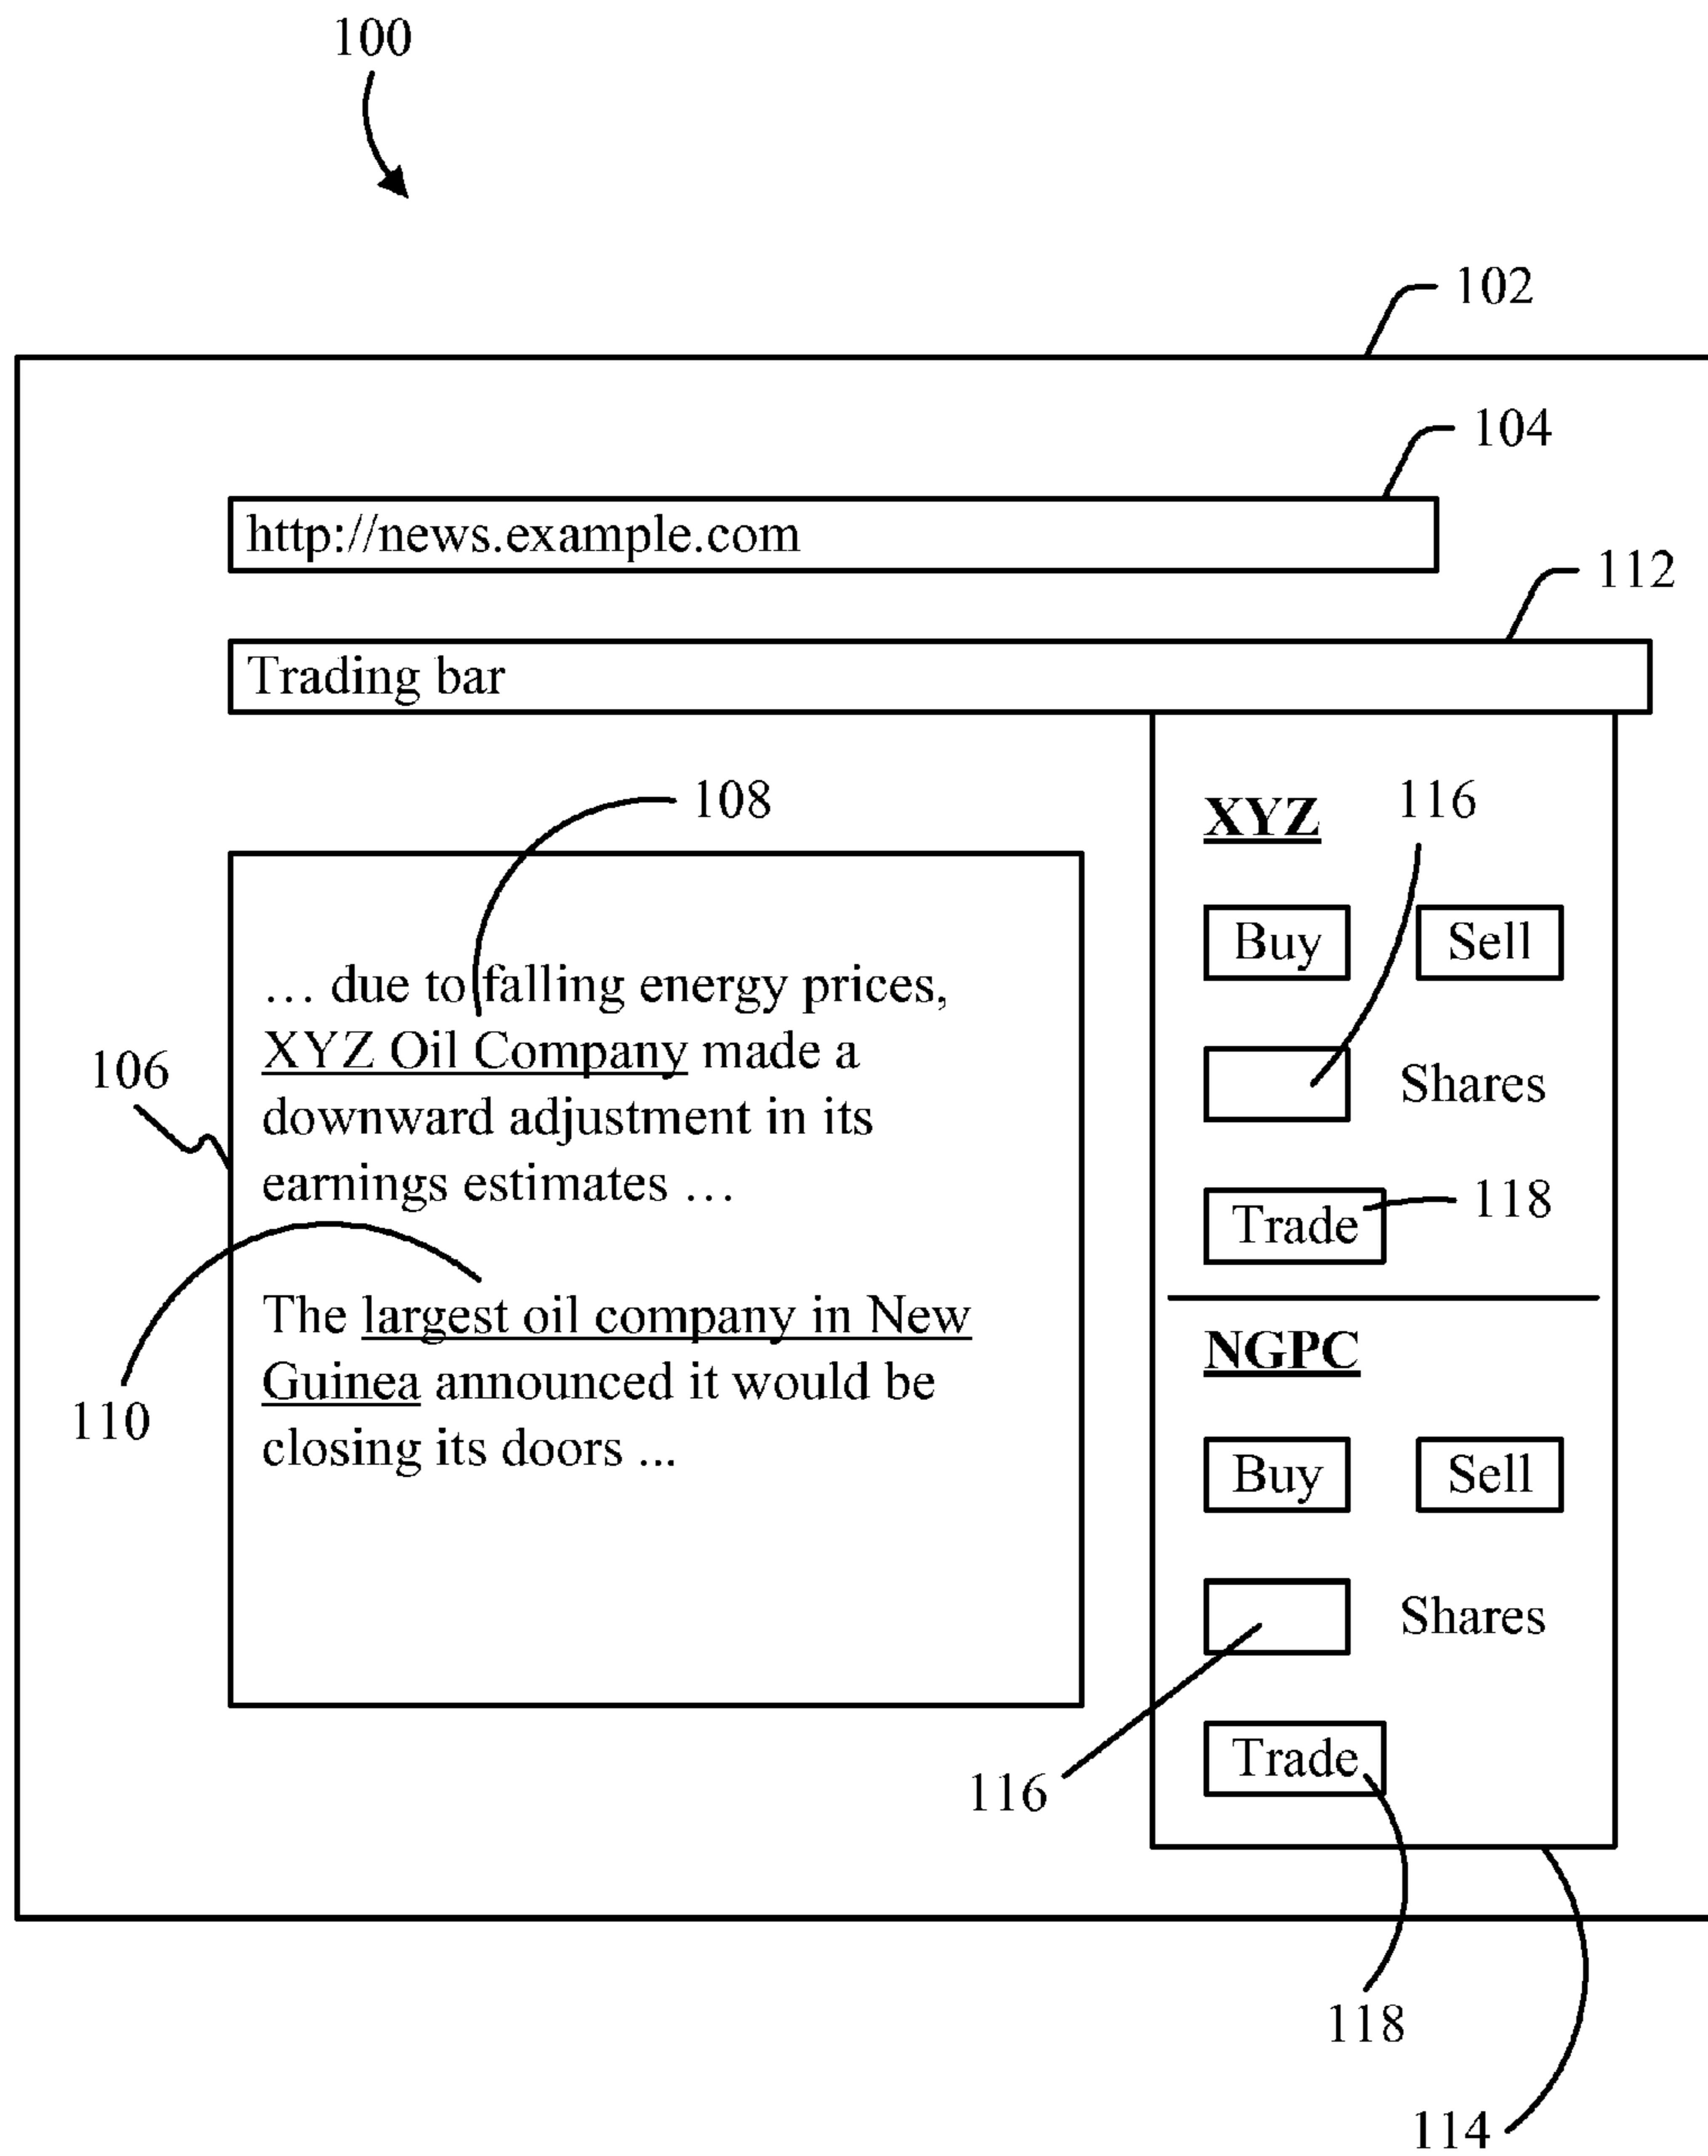 100
102
104
http://news.example.com
112
Trading bar
108
116
XYZ
Buy Sell
… due to falling energy prices,
XYZ Oil Company made a
downward adjustment in its
earnings estimates …
106
Shares
118
Trade
The largest oil company in New
Guinea announced it would be
closing its doors ...
110
NGPC
Buy Sell
Shares
116
Trade
118
114